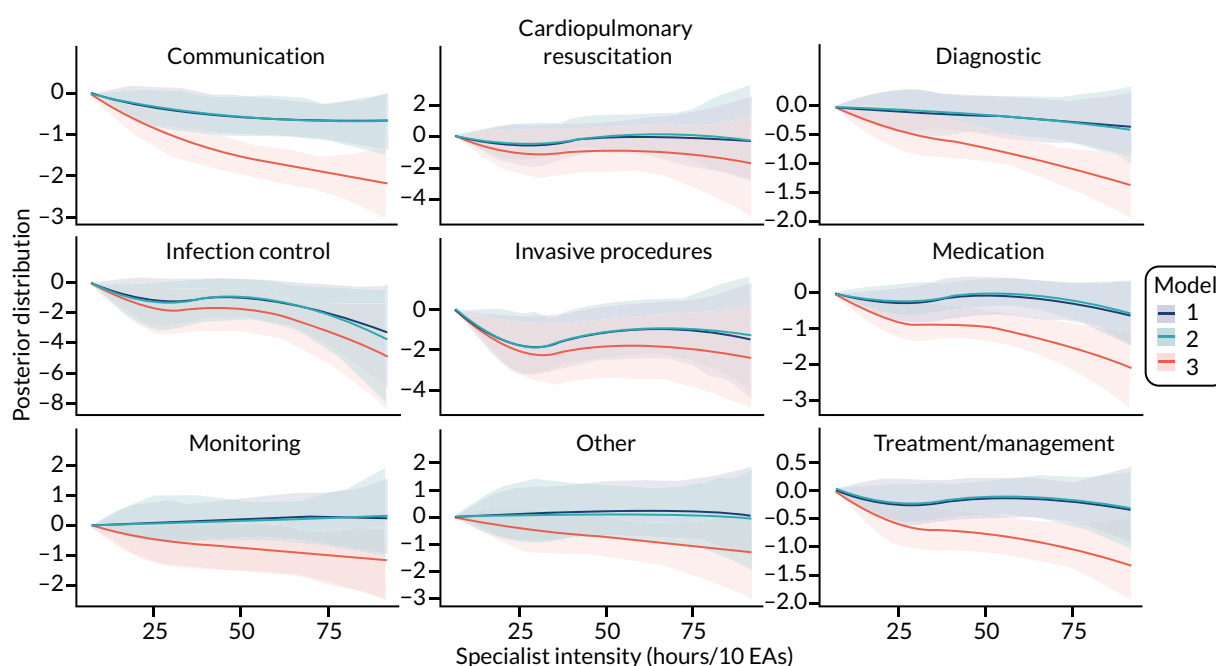 Cardiopulmonary
resuscitation
Communication
Diagnostic
0
−1
−2
−3
2
0
−2
−4
0.0
−0.5
−1.0
−1.5
−2.0
Infection control
Invasive procedures
Medication
0
−2
−4
−6
−8
0
−2
−4
0
−1
−2
−3
Monitoring
Other
Treatment/management
2
1
0
−1
−2
2
1
0
−1
−2
−3
0.5
0.0
−0.5
−1.0
−1.5
−2.0
25 50 75
25 50 75
25 50 75
Posterior distribution
Specialist intensity (hours/10 EAs)
Model
1
2
3